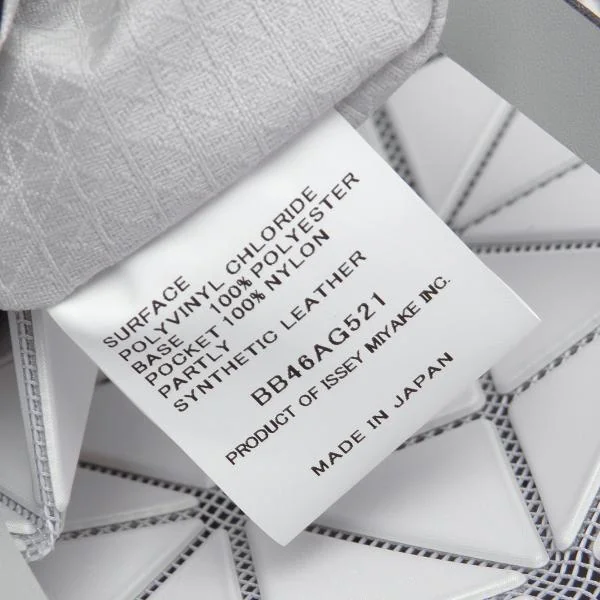 SURFACE
POLYVINYL CHLORIDE
BASE 100% POLYESTER
POCKET 100% NYLON
PARTLY
SYNTHETIC LEATHER
BB46AG521
PRODUCT OF ISSEY MIYAKE INC.
MADE IN JAPAN